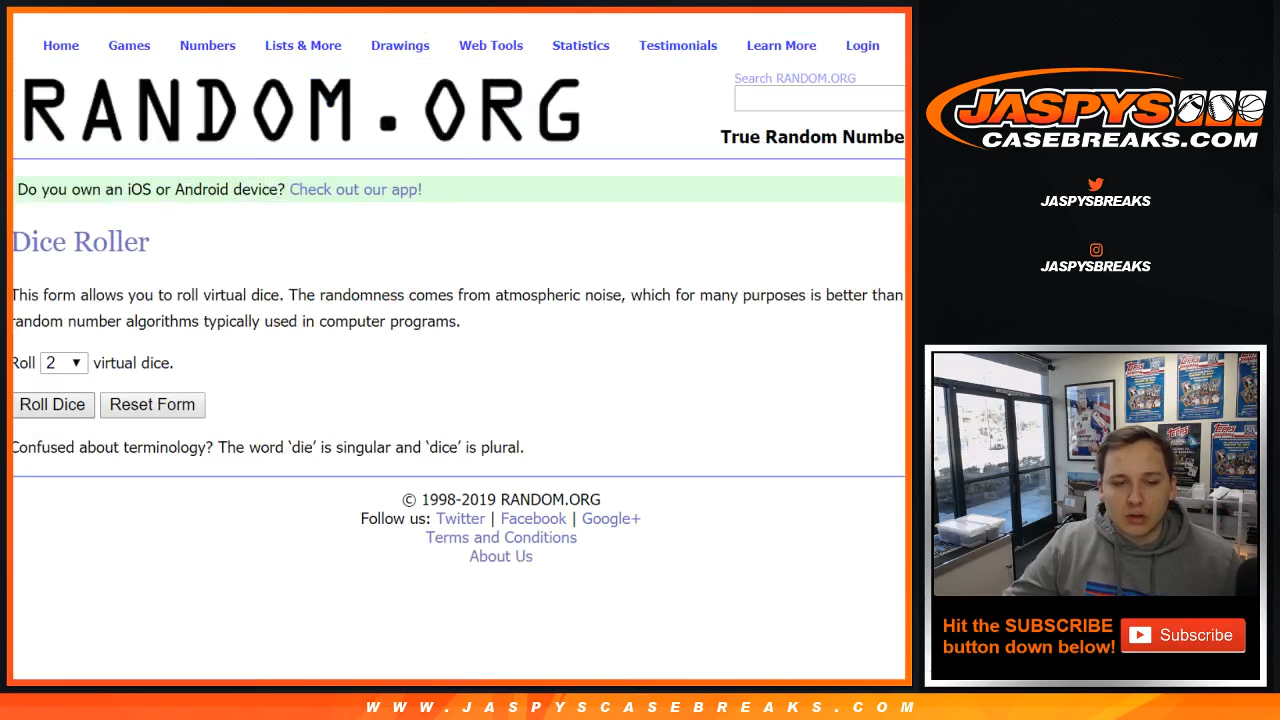 Home Games Numbers Lists & More Drawings Web Tools Statistics Testimonials Learn More Login
RANDOM.ORG
Search RANDOM.ORG
True Random Numbe
Do you own an iOS or Android device? Check out our app!
Dice Roller
This form allows you to roll virtual dice. The randomness comes from atmospheric noise, which for many purposes is better than
random number algorithms typically used in computer programs.
Roll 2 virtual dice.
Roll Dice Reset Form
Confused about terminology? The word ‘die’ is singular and ‘dice’ is plural.
© 1998-2019 RANDOM.ORG
Follow us: Twitter | Facebook | Google+
Terms and Conditions
About Us
JASPYS
CASEBREAKS.COM
JASPYSBREAKS
JASPYSBREAKS
Hit the SUBSCRIBE
button down below!
Subscribe
WWW.JASPYSCASEBREAKS.COM